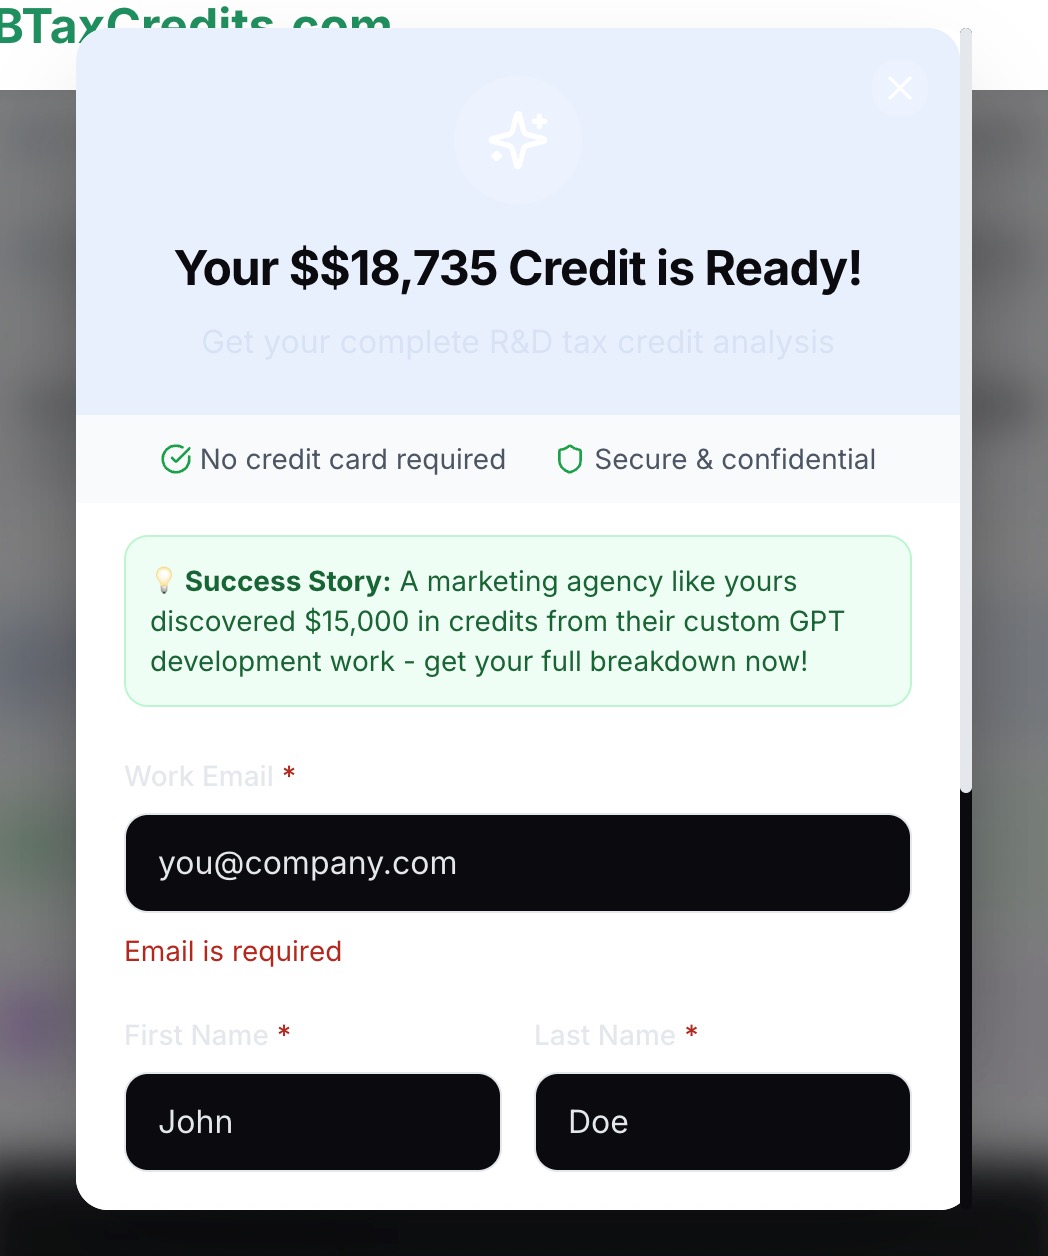 BTaxCredits.com
Your $$18,735 Credit is Ready!
Get your complete R&D tax credit analysis
No credit card required
Secure & confidential
💡 Success Story: A marketing agency like yours
discovered $15,000 in credits from their custom GPT
development work - get your full breakdown now!
Work Email *
you@company.com
Email is required
First Name *
Last Name *
John
Doe